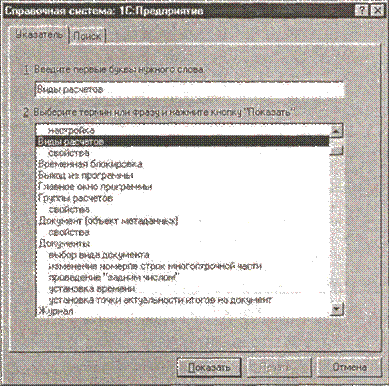 Справочная система: 1С:Предприятие
Указатель
Поиск
1 Введите первые буквы нужного слова
Виды расчетов
2 Выберите термин или фразу и нажмите кнопку "Показать"
настройка
Виды расчетов
свойства
Временная блокировка
Выход из программы
Главное окно программы
Группы расчетов
свойства
Документ (объект метаданных)
свойства
Документы
выбор вида документа
изменение номеров строк многострочной части
проведение "задним числом"
установка времени
установка точки актуальности итогов на документ
Журнал
Показать
Печать...
Отмена